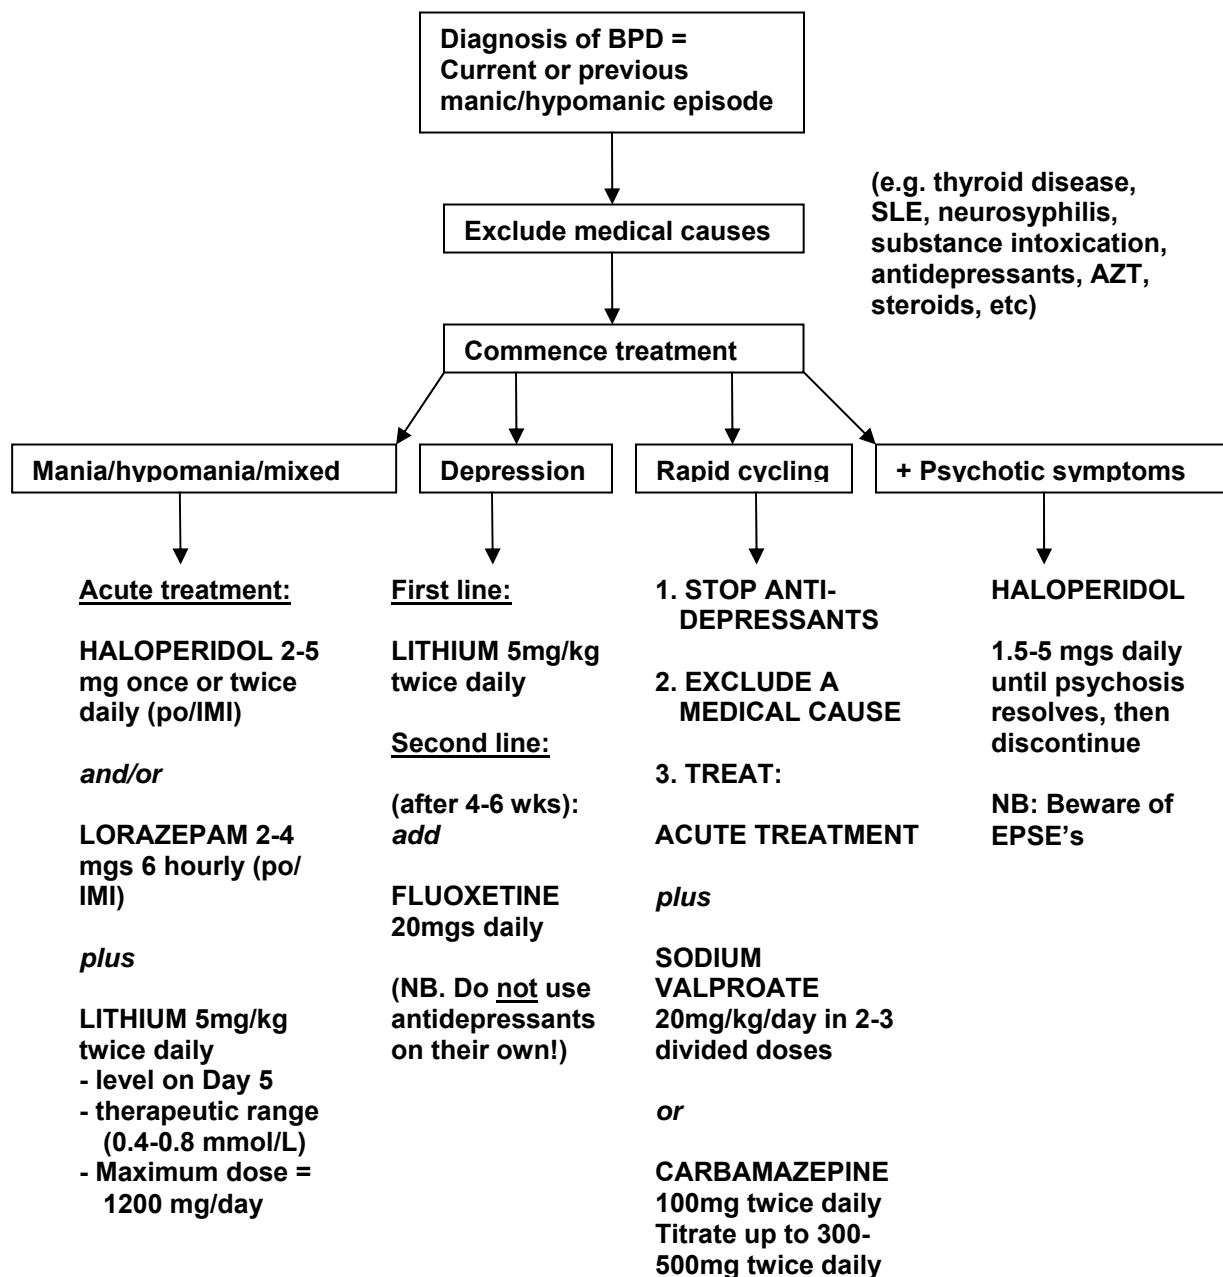 Diagnosis of BPD =
Current or previous
manic/hypomanic episode
(e.g. thyroid disease,
SLE, neurosyphilis,
substance intoxication,
antidepressants, AZT,
steroids, etc)
Exclude medical causes
Commence treatment
Mania/hypomania/mixed
Depression
Rapid cycling
+ Psychotic symptoms
Acute treatment:
HALOPERIDOL 2-5
mg once or twice
daily (po/IMI)
and/or
LORAZEPAM 2-4
mgs 6 hourly (po/
IMI)
plus
LITHIUM 5mg/kg
twice daily
- level on Day 5
- therapeutic range
(0.4-0.8 mmol/L)
- Maximum dose =
1200 mg/day
First line:
LITHIUM 5mg/kg
twice daily
Second line:
(after 4-6 wks):
add
FLUOXETINE
20mgs daily
(NB. Do not use
antidepressants
on their own!)
1. STOP ANTI-
DEPRESSANTS
2. EXCLUDE A
MEDICAL CAUSE
3. TREAT:
ACUTE TREATMENT
plus
SODIUM
VALPROATE
20mg/kg/day in 2-3
divided doses
or
CARBAMAZEPINE
100mg twice daily
Titrate up to 300-
500mg twice daily
HALOPERIDOL
1.5-5 mgs daily
until psychosis
resolves, then
discontinue
NB: Beware of
EPSE's